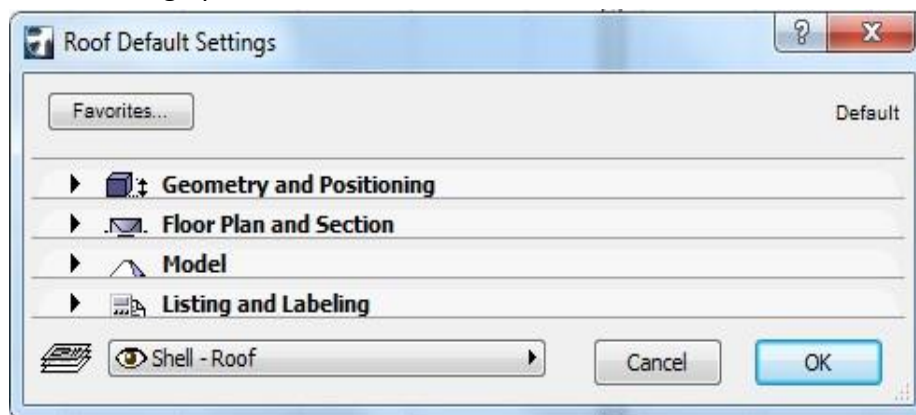 Roof Default Settings
Favorites...
Default
Geometry and Positioning
Floor Plan and Section
Model
Listing and Labeling
Shell - Roof
Cancel
OK